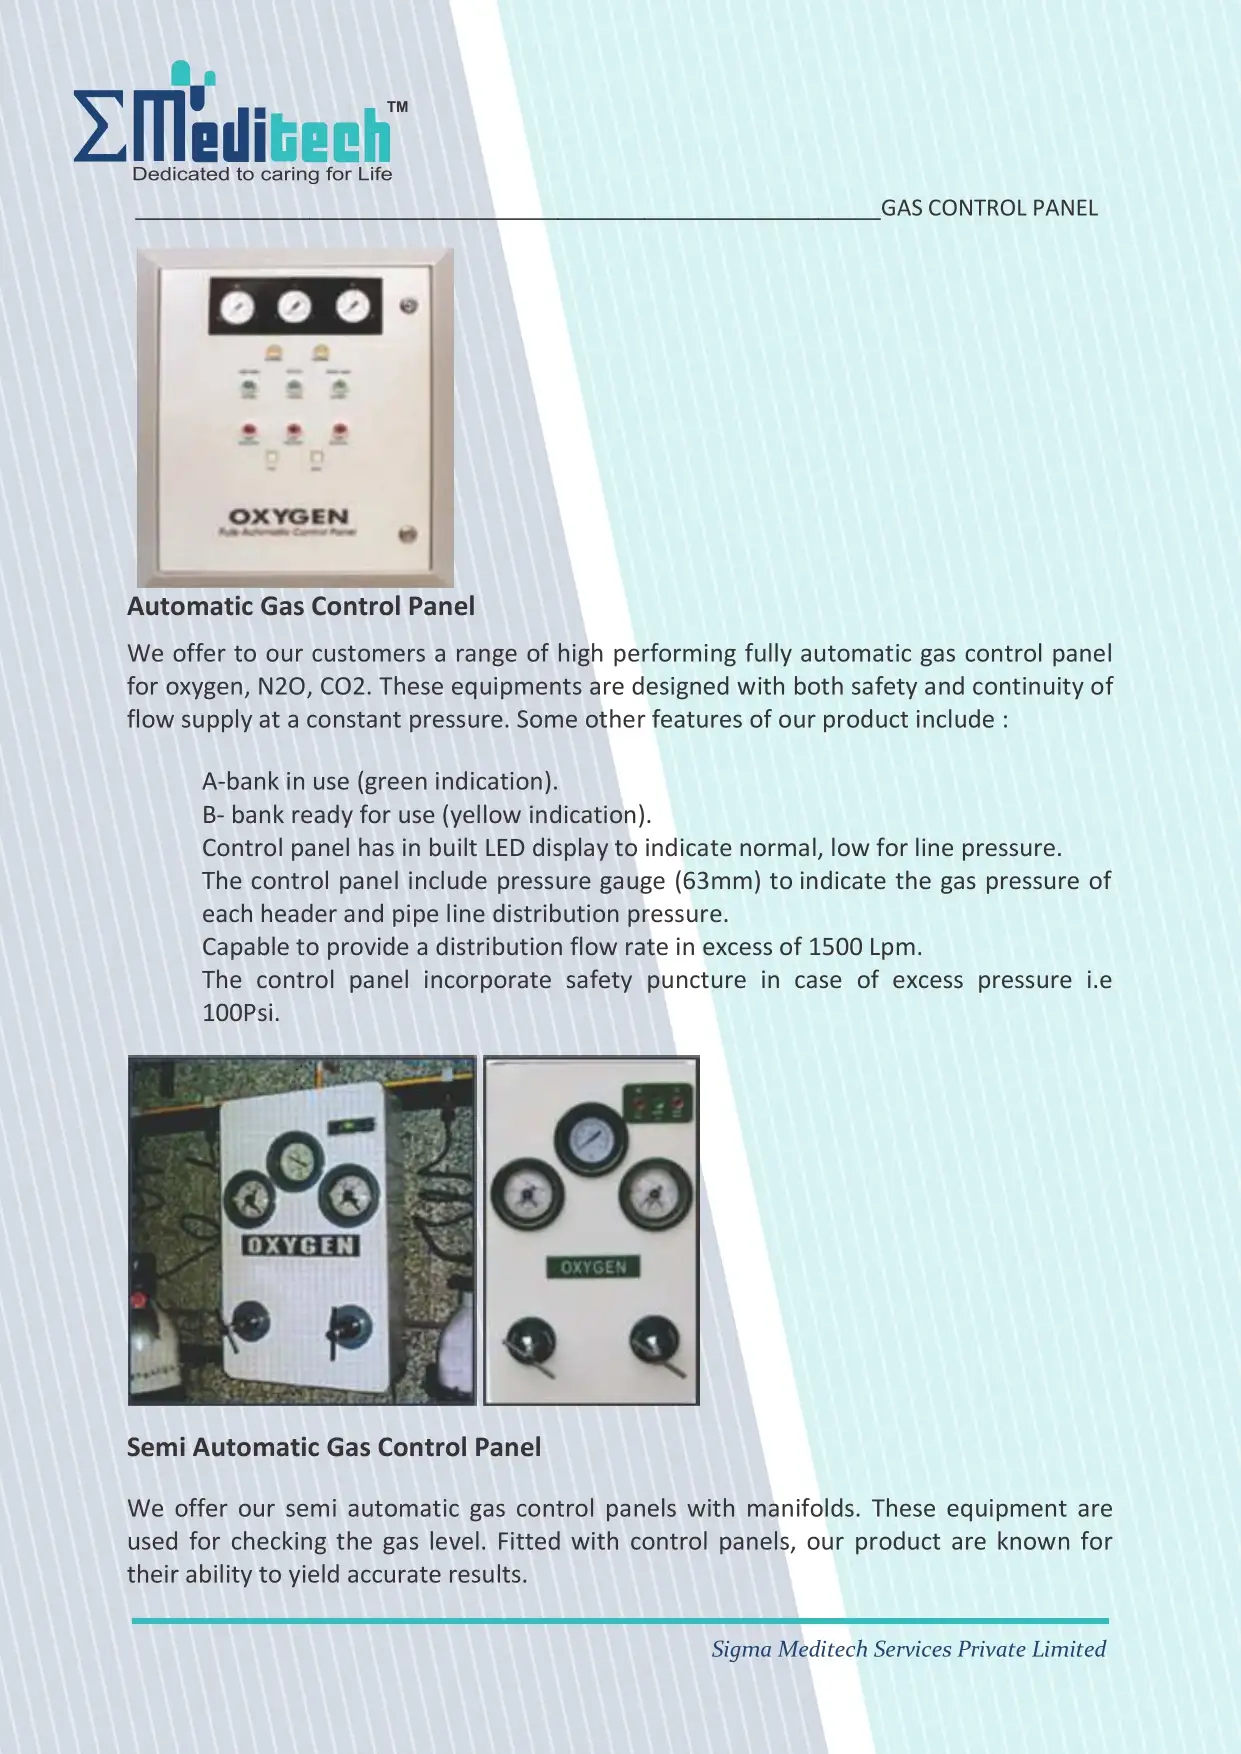 ΣMeditech™
Dedicated to caring for Life
GAS CONTROL PANEL
OXYGEN
Fully Automatic Control Panel
Automatic Gas Control Panel
We offer to our customers a range of high performing fully automatic gas control panel
for oxygen, N2O, CO2. These equipments are designed with both safety and continuity of
flow supply at a constant pressure. Some other features of our product include :
A-bank in use (green indication).
B- bank ready for use (yellow indication).
Control panel has in built LED display to indicate normal, low for line pressure.
The control panel include pressure gauge (63mm) to indicate the gas pressure of
each header and pipe line distribution pressure.
Capable to provide a distribution flow rate in excess of 1500 Lpm.
The control panel incorporate safety puncture in case of excess pressure i.e
100Psi.
OXYGEN
OXYGEN
Semi Automatic Gas Control Panel
We offer our semi automatic gas control panels with manifolds. These equipment are
used for checking the gas level. Fitted with control panels, our product are known for
their ability to yield accurate results.
Sigma Meditech Services Private Limited